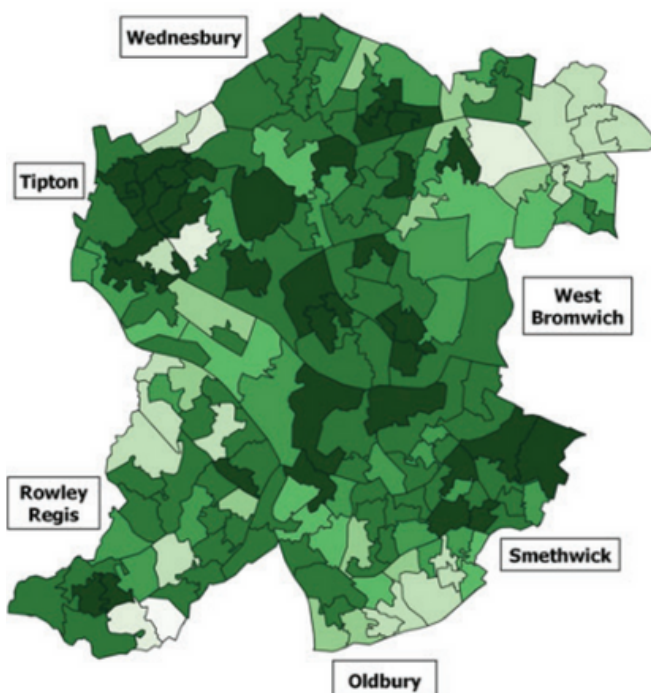 Wednesbury
Tipton
West
Bromwich
Rowley
Regis
Smethwick
Oldbury